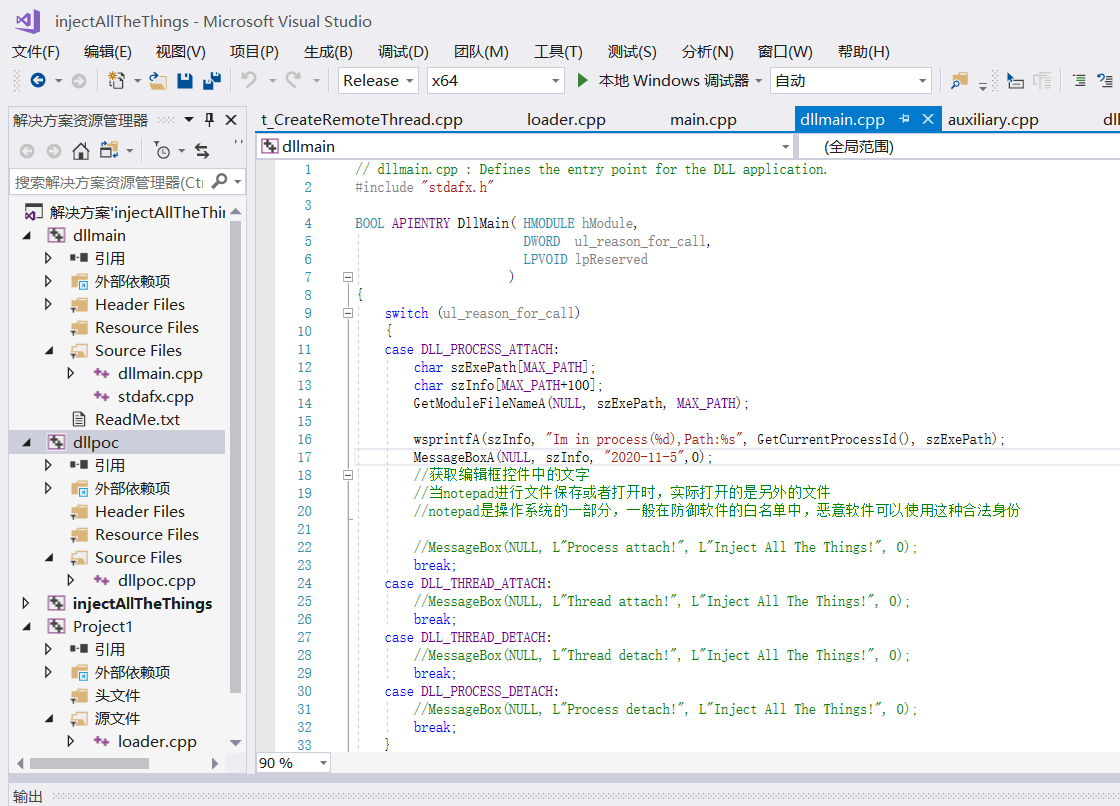 injectAllTheThings - Microsoft Visual Studio
文件(F) 编辑(E) 视图(V) 项目(P) 生成(B) 调试(D) 团队(M) 工具(T) 测试(S) 分析(N) 窗口(W) 帮助(H)
Release x64 本地 Windows 调试器 自动
解决方案资源管理器
搜索解决方案资源管理器(Ct
解决方案'injectAllTheThin
dllmain
引用
外部依赖项
Header Files
Resource Files
Source Files
dllmain.cpp
stdafx.cpp
ReadMe.txt
dllpoc
引用
外部依赖项
Header Files
Resource Files
Source Files
dllpoc.cpp
injectAllTheThings
Project1
引用
外部依赖项
头文件
源文件
loader.cpp
t_CreateRemoteThread.cpp loader.cpp main.cpp dllmain.cpp auxiliary.cpp dll
dllmain (全局范围)
1 // dllmain.cpp : Defines the entry point for the DLL application.
2 #include "stdafx.h"
3
4 BOOL APIENTRY DllMain( HMODULE hModule,
5 DWORD ul_reason_for_call,
6 LPVOID lpReserved
7 )
8 {
9 switch (ul_reason_for_call)
10 {
11 case DLL_PROCESS_ATTACH:
12 char szExePath[MAX_PATH];
13 char szInfo[MAX_PATH+100];
14 GetModuleFileNameA(NULL, szExePath, MAX_PATH);
15
16 wsprintfA(szInfo, "Im in process(%d),Path:%s", GetCurrentProcessId(), szExePath);
17 MessageBoxA(NULL, szInfo, "2020-11-5",0);
18 //获取编辑框控件中的文字
19 //当notepad进行文件保存或者打开时，实际打开的是另外的文件
20 //notepad是操作系统的一部分，一般在防御软件的白名单中，恶意软件可以使用这种合法身份
21
22 //MessageBox(NULL, L"Process attach!", L"Inject All The Things!", 0);
23 break;
24 case DLL_THREAD_ATTACH:
25 //MessageBox(NULL, L"Thread attach!", L"Inject All The Things!", 0);
26 break;
27 case DLL_THREAD_DETACH:
28 //MessageBox(NULL, L"Thread detach!", L"Inject All The Things!", 0);
29 break;
30 case DLL_PROCESS_DETACH:
31 //MessageBox(NULL, L"Process detach!", L"Inject All The Things!", 0);
32 break;
33 }
90 %
输出